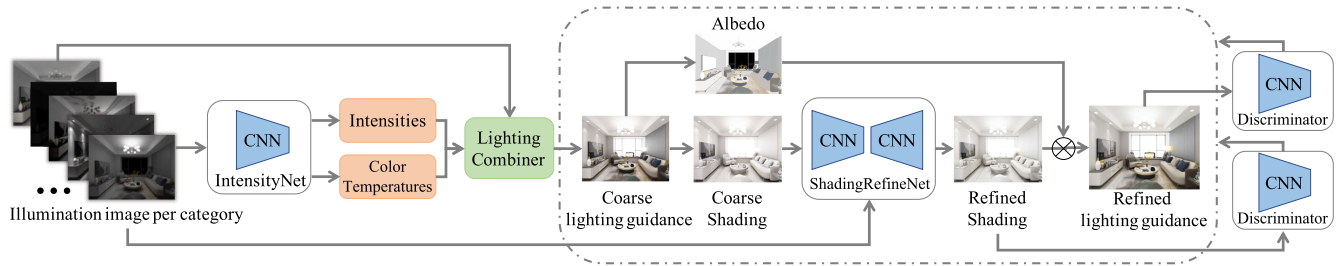 Illumination image per category
CNN
IntensityNet
Intensities
Color
Temperatures
Lighting
Combiner
Coarse
lighting guidance
Albedo
Coarse
Shading
CNN
CNN
ShadingRefineNet
Refined
Shading
Refined
lighting guidance
CNN
Discriminator
CNN
Discriminator